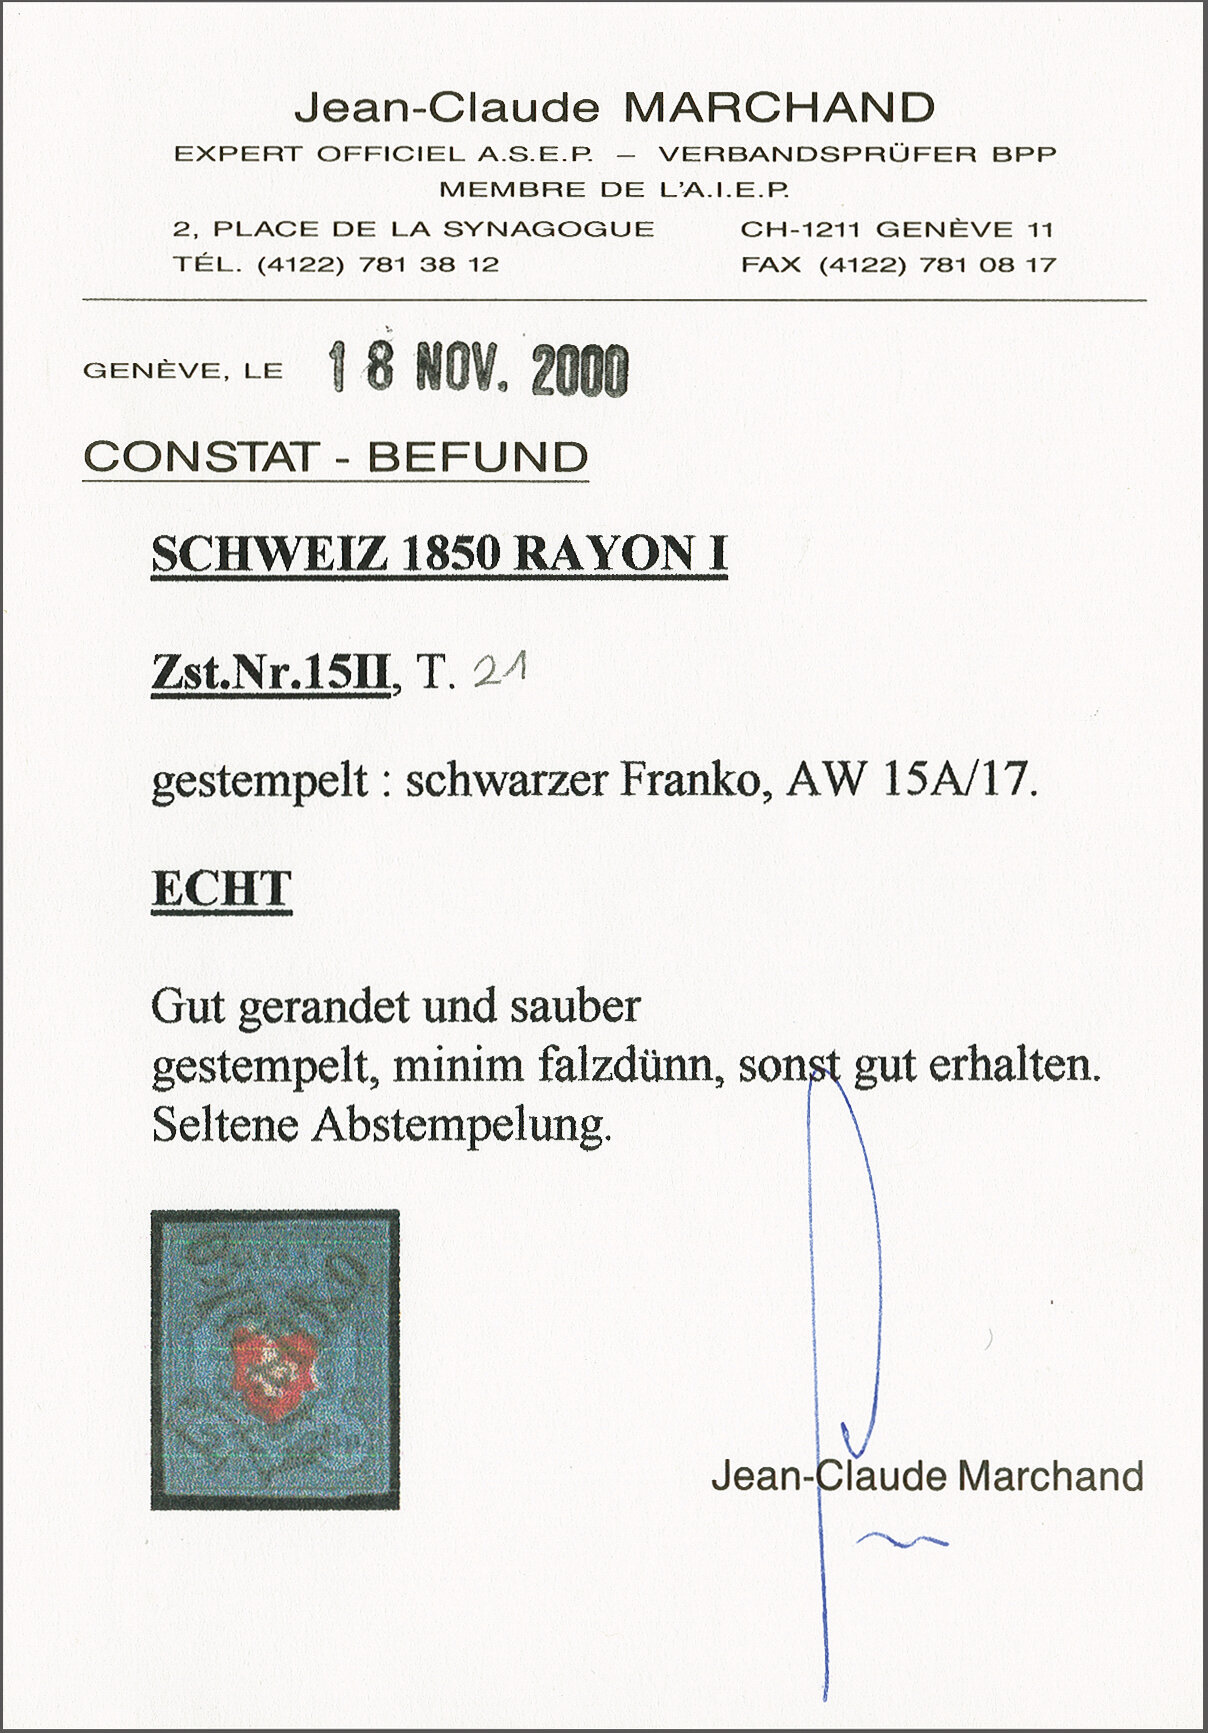 Jean-Claude MARCHAND
EXPERT OFFICIEL A.S.E.P. – VERBANDSPRÜFER BPP
MEMBRE DE L'A.I.E.P.
2, PLACE DE LA SYNAGOGUE CH-1211 GENÈVE 11
TÉL. (4122) 781 38 12 FAX (4122) 781 08 17
GENÈVE, LE 18 NOV. 2000
CONSTAT - BEFUND
SCHWEIZ 1850 RAYON I
Zst.Nr.15II, T. 21
gestempelt : schwarzer Franko, AW 15A/17.
ECHT
Gut gerandet und sauber
gestempelt, minim falzdünn, sonst gut erhalten.
Seltene Abstempelung.
Jean-Claude Marchand